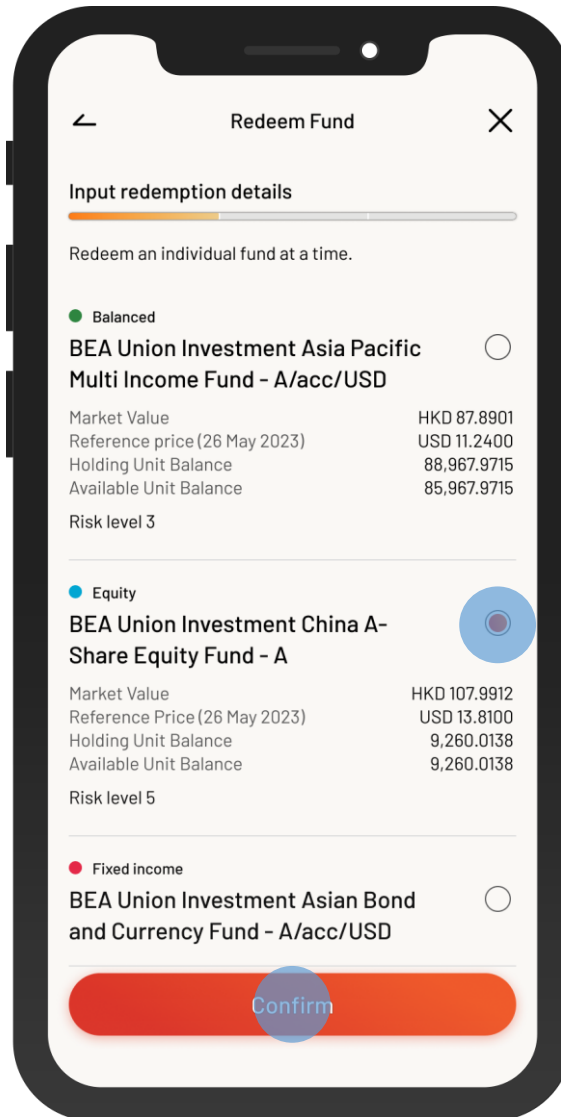 Redeem Fund
Input redemption details
Redeem an individual fund at a time.
Balanced
BEA Union Investment Asia Pacific
Multi Income Fund - A/acc/USD
Market Value HKD 87.8901
Reference price (26 May 2023) USD 11.2400
Holding Unit Balance 88,967.9715
Available Unit Balance 85,967.9715
Risk level 3
Equity
BEA Union Investment China A-
Share Equity Fund - A
Market Value HKD 107.9912
Reference Price (26 May 2023) USD 13.8100
Holding Unit Balance 9,260.0138
Available Unit Balance 9,260.0138
Risk level 5
Fixed income
BEA Union Investment Asian Bond
and Currency Fund - A/acc/USD
Confirm